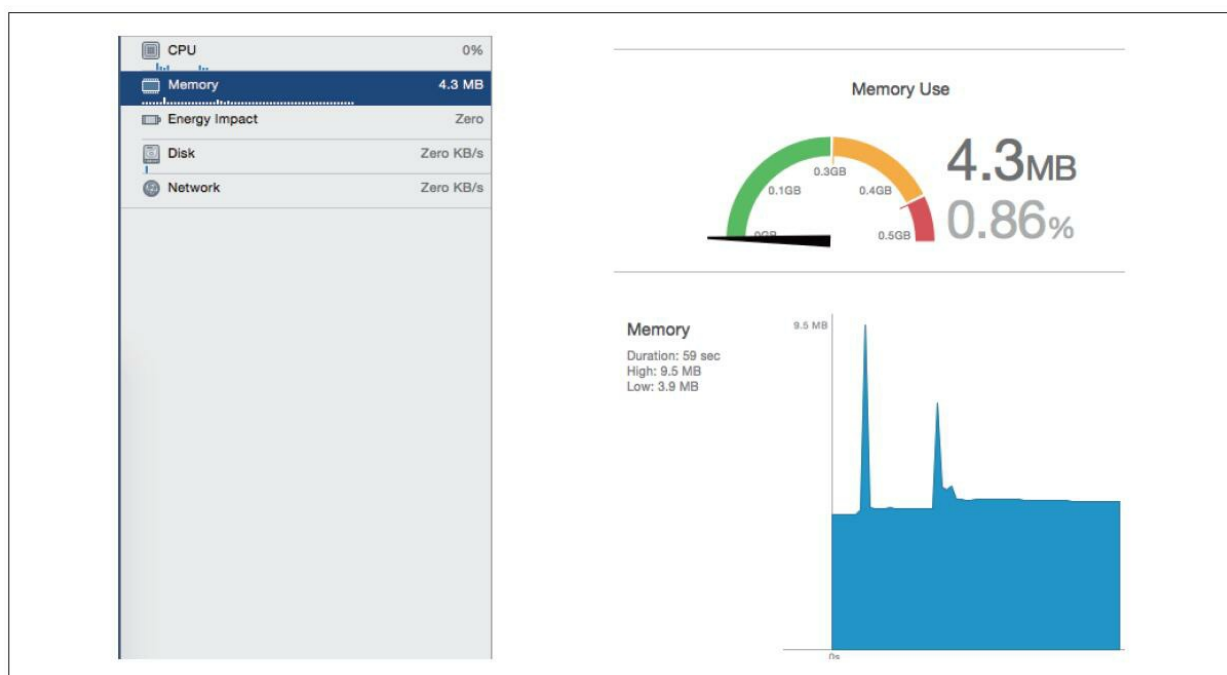 CPU 0%
Memory 4.3 MB
Energy Impact Zero
Disk Zero KB/s
Network Zero KB/s
Memory Use
0GB
0.1GB
0.3GB
0.4GB
0.5GB
4.3MB
0.86%
Memory
Duration: 59 sec
High: 9.5 MB
Low: 3.9 MB
9.5 MB
0s